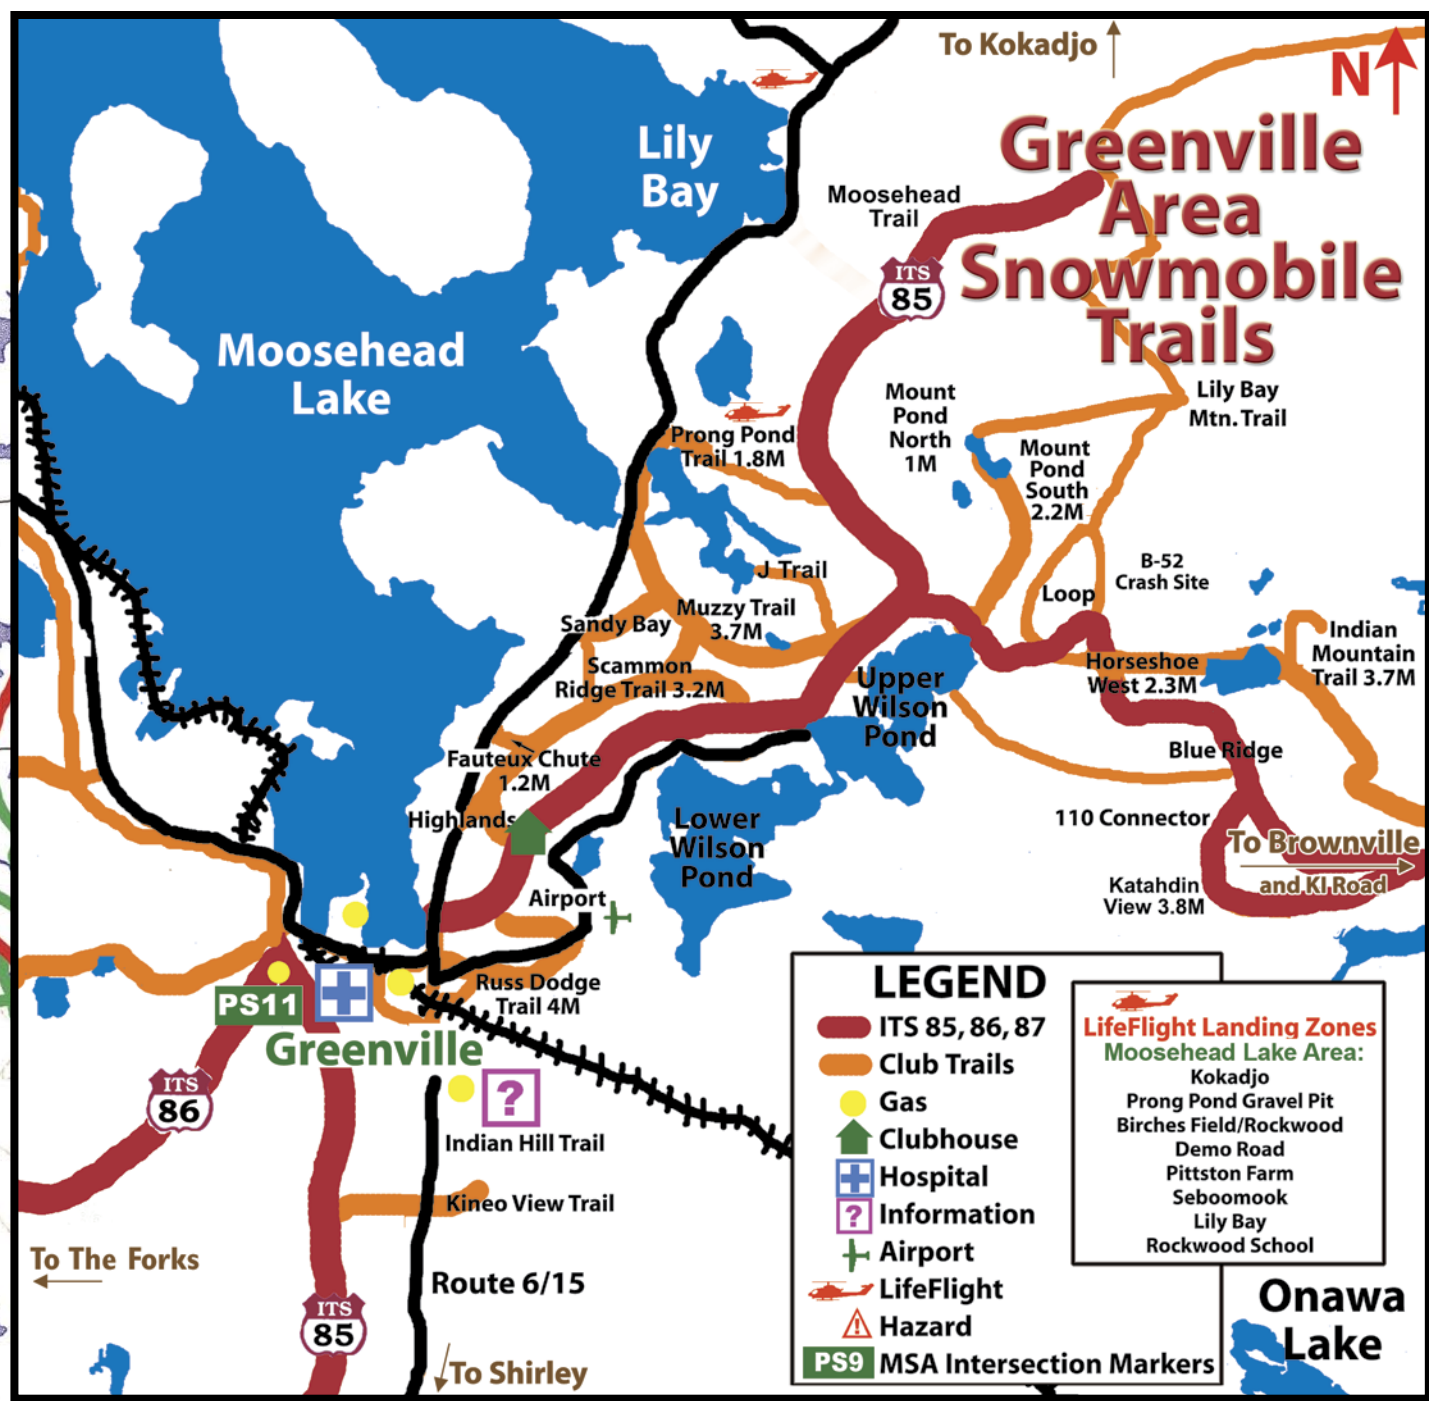 To Kokadjo
N
Greenville
Area
Snowmobile
Trails
Lily
Bay
Moosehead
Trail
ITS
85
Moosehead
Lake
Mount
Pond
North
1M
Lily Bay
Mtn. Trail
Prong Pond
Trail 1.8M
Mount
Pond
South
2.2M
B-52
Crash Site
J Trail
Loop
Muzzy Trail
3.7M
Sandy Bay
Indian
Mountain
Trail 3.7M
Horseshoe
West 2.3M
Scammon
Ridge Trail 3.2M
Upper
Wilson
Pond
Fauteux Chute
1.2M
Blue Ridge
Highlands
Lower
Wilson
Pond
110 Connector
To Brownville
and KI Road
Katahdin
View 3.8M
Airport
Russ Dodge
Trail 4M
PS11
Greenville
ITS
86
Indian Hill Trail
Kineo View Trail
To The Forks
Route 6/15
ITS
85
To Shirley
LEGEND
ITS 85, 86, 87
Club Trails
Gas
Clubhouse
Hospital
? Information
Airport
LifeFlight
! Hazard
PS9 MSA Intersection Markers
LifeFlight Landing Zones
Moosehead Lake Area:
Kokadjo
Prong Pond Gravel Pit
Birches Field/Rockwood
Demo Road
Pittston Farm
Seboomook
Lily Bay
Rockwood School
?
Onawa
Lake